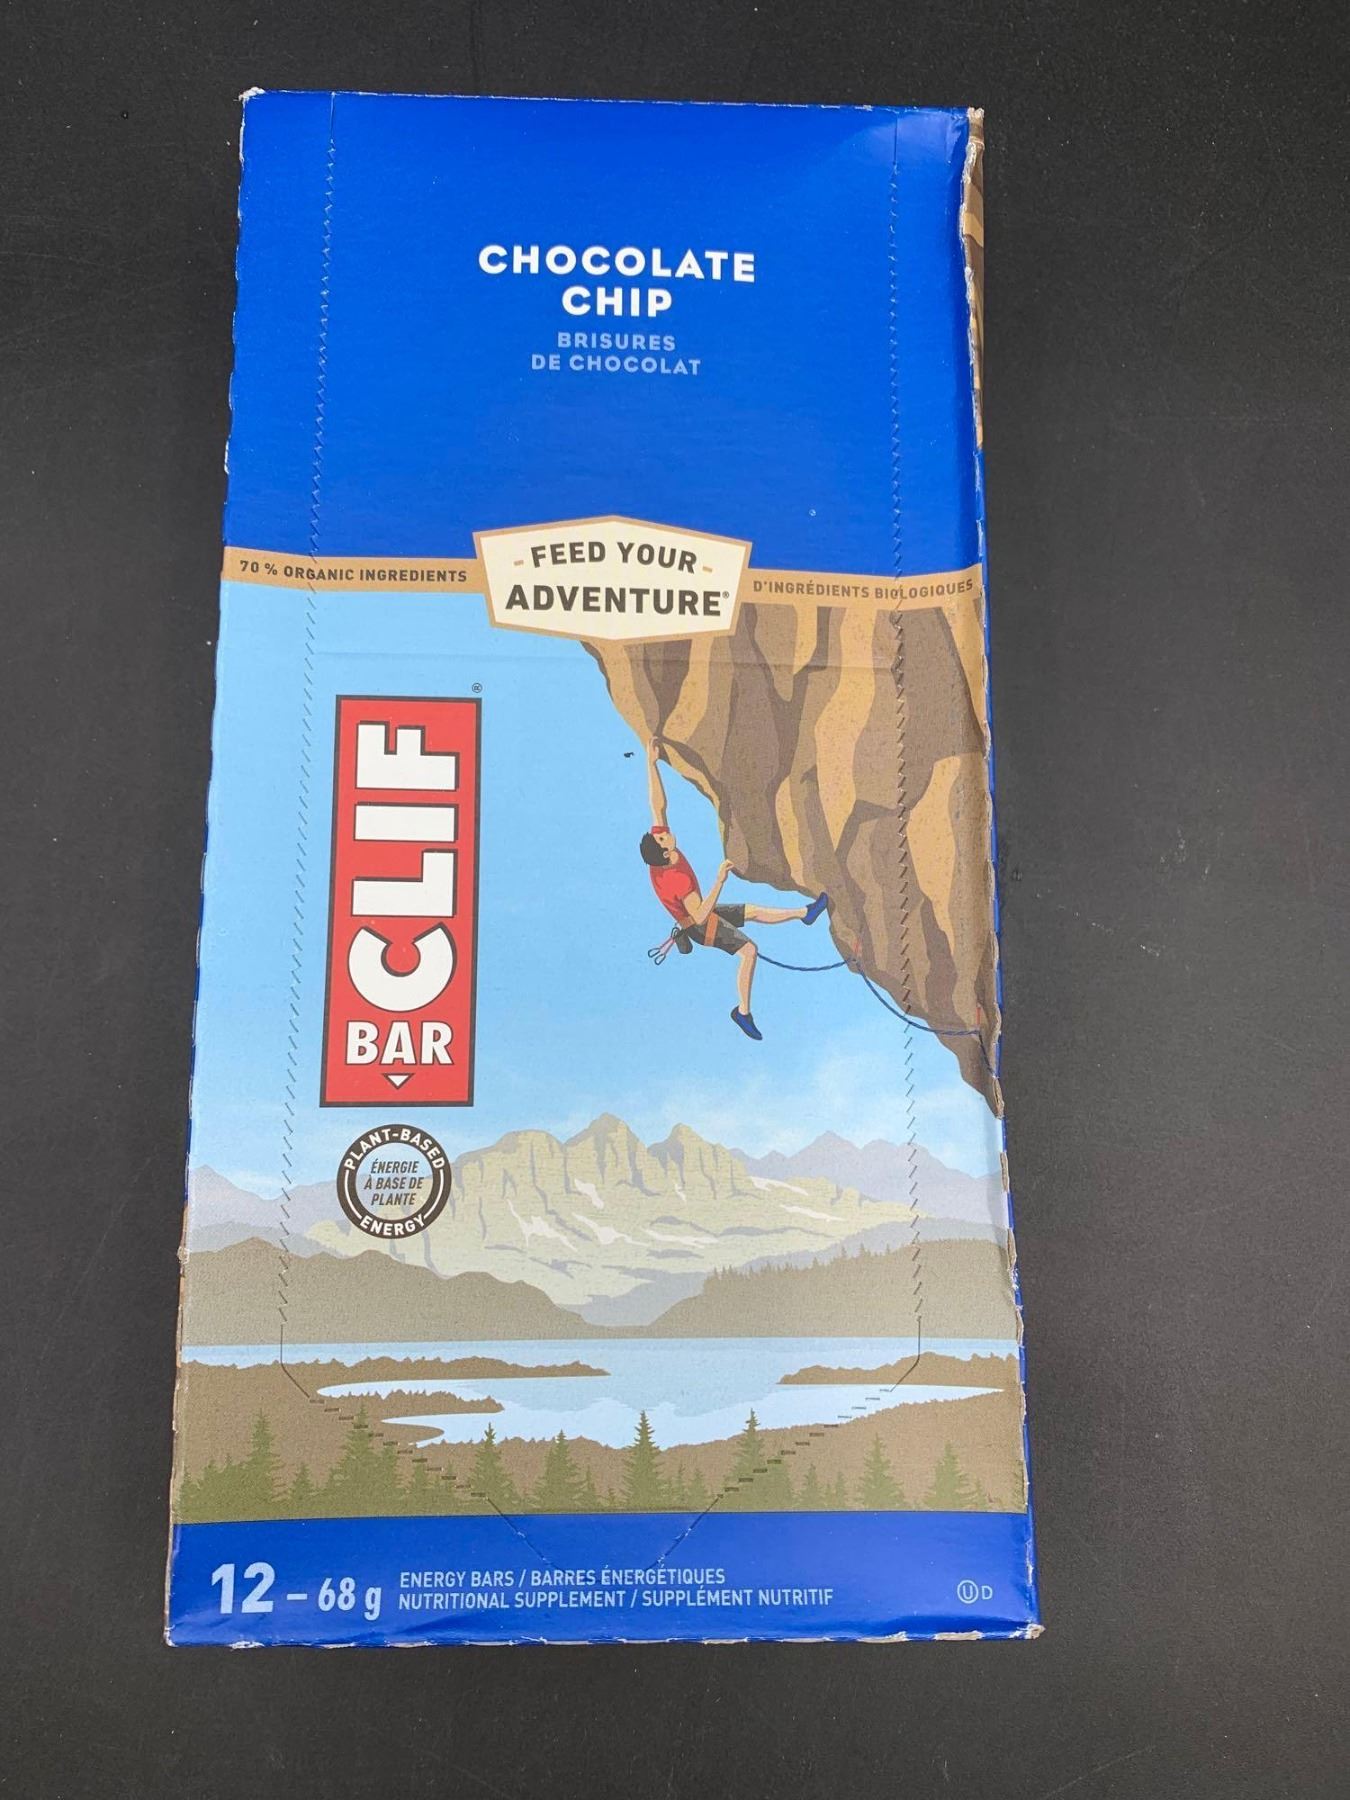 CHOCOLATE
CHIP
BRISURES
DE CHOCOLAT
- FEED YOUR -
ADVENTURE®
70 % ORGANIC INGREDIENTS
D'INGRÉDIENTS BIOLOGIQUES
CLIF®
BAR
PLANT-BASED
ÉNERGIE
À BASE DE
PLANTE
ENERGY
12 – 68 g
ENERGY BARS / BARRES ÉNERGÉTIQUES
NUTRITIONAL SUPPLEMENT / SUPPLÉMENT NUTRITIF
U D